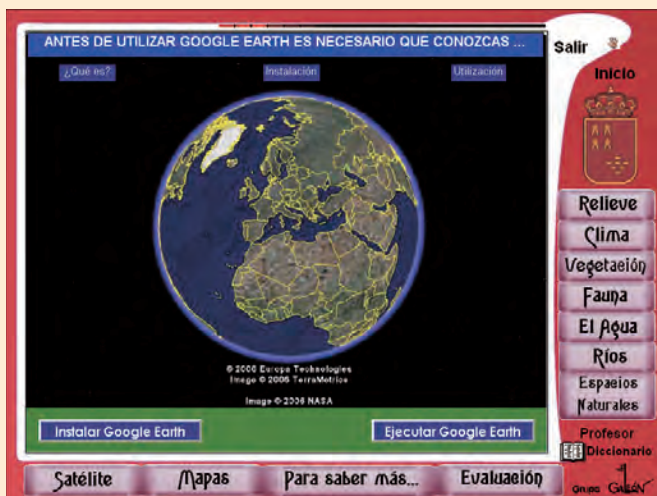 ANTES DE UTILIZAR GOOGLE EARTH ES NECESARIO QUE CONOZCAS ...
Salir
¿Qué es?
Instalación
Utilización
Inicio
Relieve
Clima
Vegetación
Fauna
El Agua
Ríos
Espacios
Naturales
© 2006 Europa Technologies
Image © 2006 TerraMetrics
Image © 2006 NASA
Instalar Google Earth
Ejecutar Google Earth
Profesor
Diccionario
Satélite
Mapas
Para saber más...
Evaluación
Grupo GALIÁN